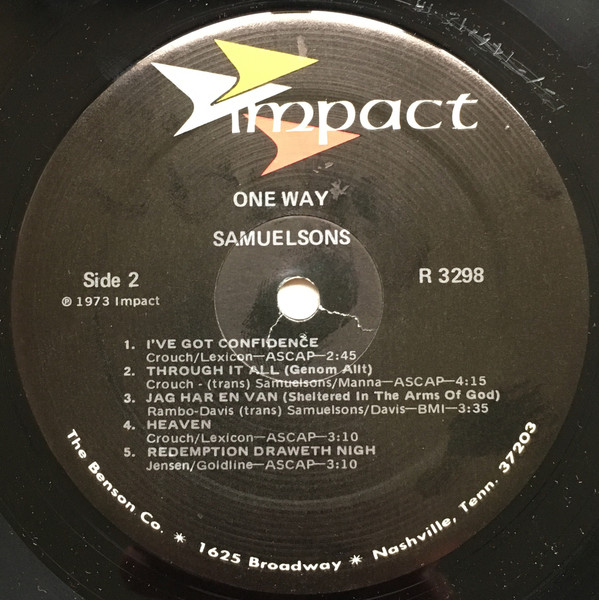 impact
ONE WAY
SAMUELSONS
Side 2
R 3298
℗ 1973 Impact
1. I'VE GOT CONFIDENCE
Crouch/Lexicon—ASCAP—2:45
2. THROUGH IT ALL (Genom Allt)
Crouch - (trans) Samuelsons/Manna—ASCAP—4:15
3. JAG HAR EN VAN (Sheltered In The Arms Of God)
Rambo-Davis (trans) Samuelsons/Davis—BMI—3:35
4. HEAVEN
Crouch/Lexicon—ASCAP—3:10
5. REDEMPTION DRAWETH NIGH
Jensen/Goldline—ASCAP—3:10
The Benson Co. * 1625 Broadway * Nashville, Tenn. 37203